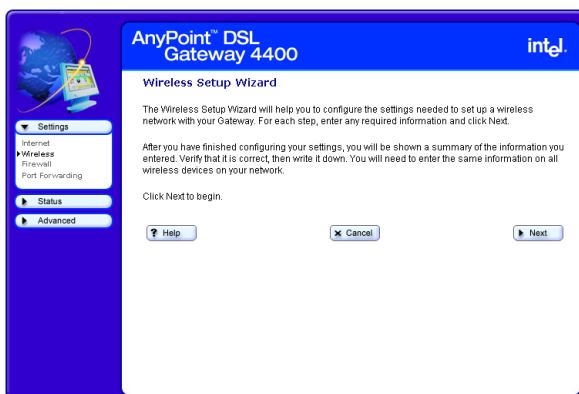 AnyPoint™ DSL
Gateway 4400
intel.
Settings
Internet
Wireless
Firewall
Port Forwarding
Status
Advanced
Wireless Setup Wizard
The Wireless Setup Wizard will help you to configure the settings needed to set up a wireless
network with your Gateway. For each step, enter any required information and click Next.
After you have finished configuring your settings, you will be shown a summary of the information you
entered. Verify that it is correct, then write it down. You will need to enter the same information on all
wireless devices on your network.
Click Next to begin.
? Help
Cancel
Next